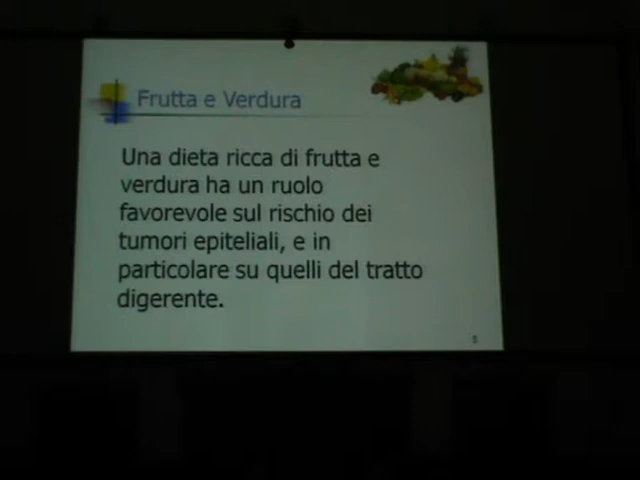 Frutta e Verdura
Una dieta ricca di frutta e
verdura ha un ruolo
favorevole sul rischio dei
tumori epiteliali, e in
particolare su quelli del tratto
digerente.